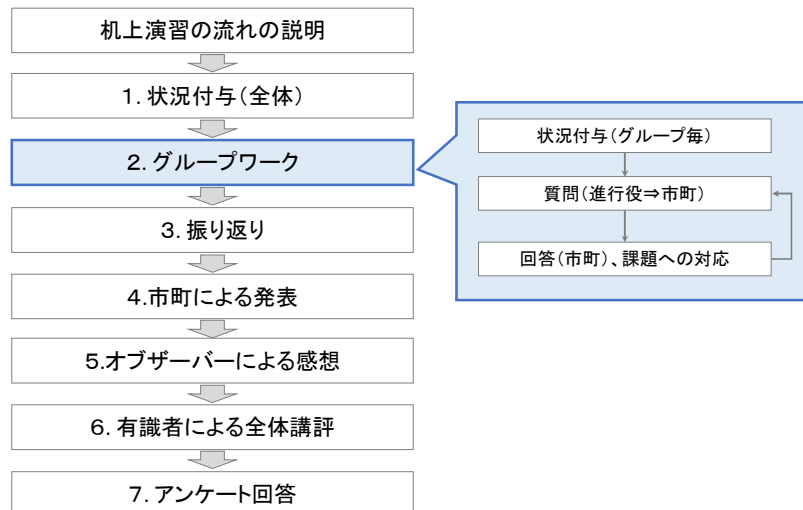 机上演習の流れの説明
1. 状況付与（全体）
2. グループワーク
3. 振り返り
4.市町による発表
5.オブザーバーによる感想
6. 有識者による全体講評
7. アンケート回答
状況付与（グループ毎）
質問（進行役⇒市町）
回答（市町）、課題への対応